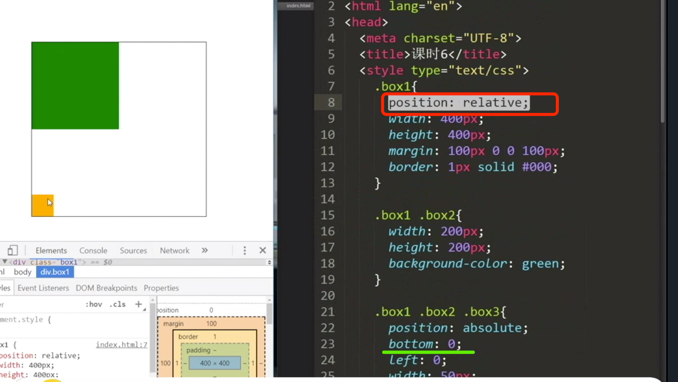 index.html
2 <html lang="en">
3 <head>
4 <meta charset="UTF-8">
5 <title>课时6</title>
6 <style type="text/css">
7 .box1{
8 position: relative;
9 width: 400px;
10 height: 400px;
11 margin: 100px 0 0 100px;
12 border: 1px solid #000;
13 }
14
15 .box1 .box2{
16 width: 200px;
17 height: 200px;
18 background-color: green;
19 }
20
21 .box1 .box2 .box3{
22 position: absolute;
23 bottom: 0;
24 left: 0;
25 width: 50px;
Elements Console Sources Network »
<div class="box1"> == $0
ml body div.box1
les Event Listeners DOM Breakpoints Properties
er :hov .cls +
ment.style {
x1 { index.html:7
position: relative;
width: 400px;
height: 400px;
position 0
margin 100
border 1
padding -
100 1 - 400 × 400 - 1 -